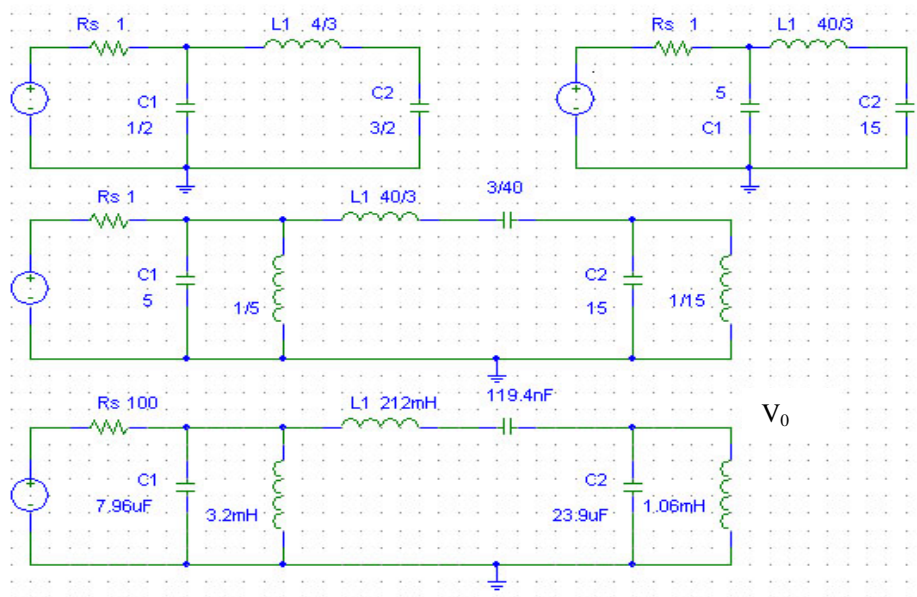 Rs 1
L1 4/3
C1
1/2
C2
3/2
Rs 1
L1 40/3
5
C1
C2
15
Rs 1
L1 40/3
3/40
C1
5
1/5
C2
15
1/15
Rs 100
L1 212mH
119.4nF
V0
C1
7.96uF
3.2mH
C2
23.9uF
1.06mH